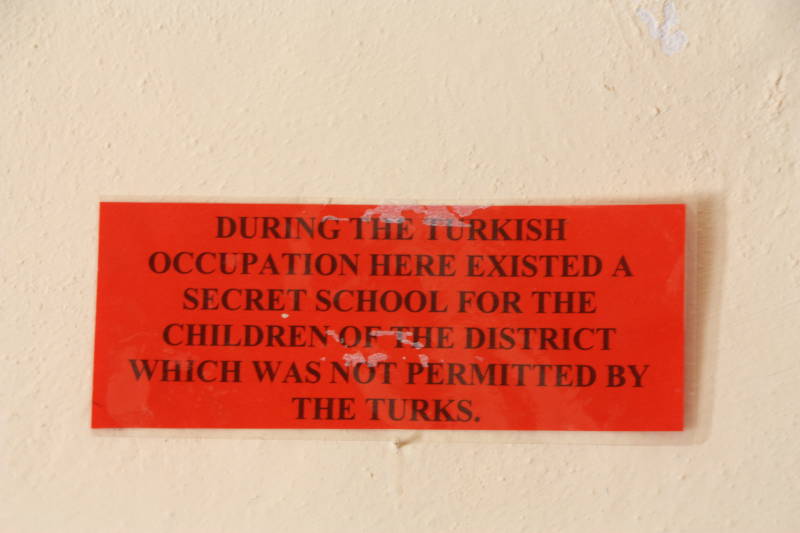 DURING THE TURKISH
OCCUPATION HERE EXISTED A
SECRET SCHOOL FOR THE
CHILDREN OF THE DISTRICT
WHICH WAS NOT PERMITTED BY
THE TURKS.